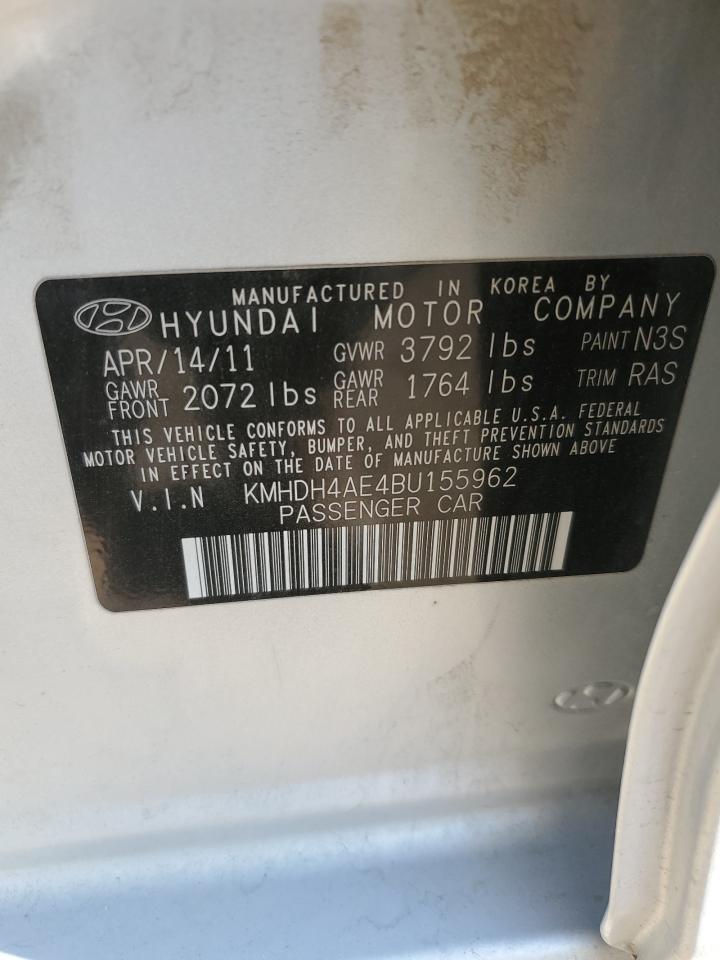 MANUFACTURED IN KOREA BY
HYUNDAI MOTOR COMPANY
APR/14/11 GVWR 3792 lbs PAINT N3S
GAWR FRONT 2072 lbs GAWR REAR 1764 lbs TRIM RAS
THIS VEHICLE CONFORMS TO ALL APPLICABLE U.S.A. FEDERAL
MOTOR VEHICLE SAFETY, BUMPER, AND THEFT PREVENTION STANDARDS
IN EFFECT ON THE DATE OF MANUFACTURE SHOWN ABOVE
V.I.N KMHDH4AE4BU155962
PASSENGER CAR